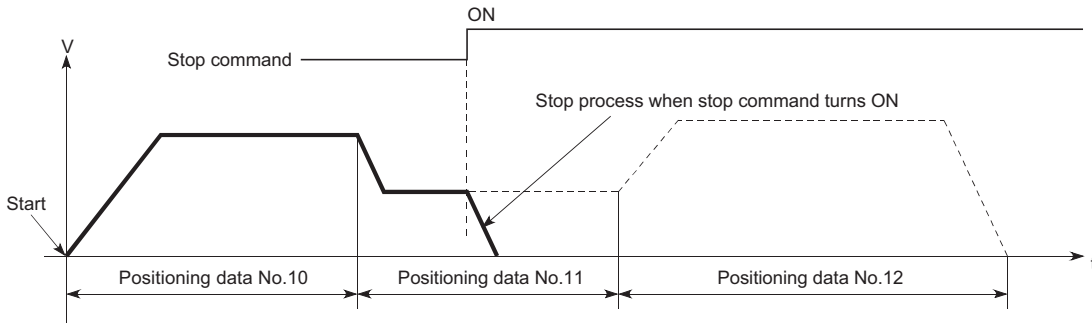 ON
V
Stop command
Stop process when stop command turns ON
Start
Positioning data No.10
Positioning data No.11
Positioning data No.12